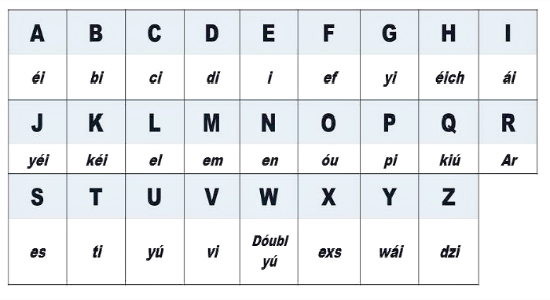 A B C D E F G H I
éi bi çi di i ef yi éich ái
J K L M N O P Q R
yéi kéi el em en óu pi kiú Ar
S T U V W X Y Z
es ti yú vi Dóubl yú exs wái dzi